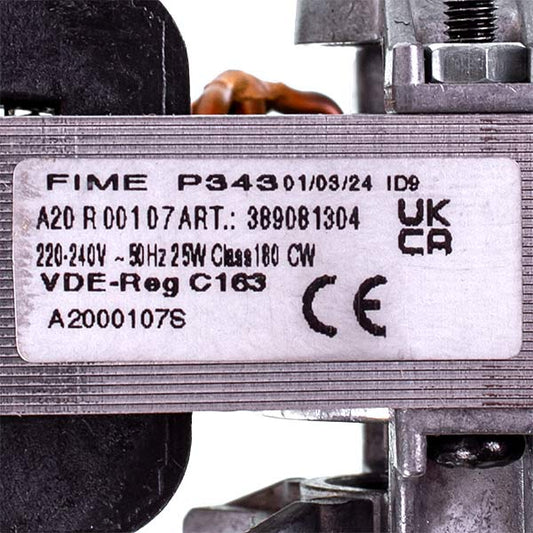 FIME P343 01/03/24 ID9
A20 R 00107 ART.: 389081304
UK
CA
220-240V ~ 50Hz 25W Class180 CW
VDE-Reg C163
A2000107S
CE